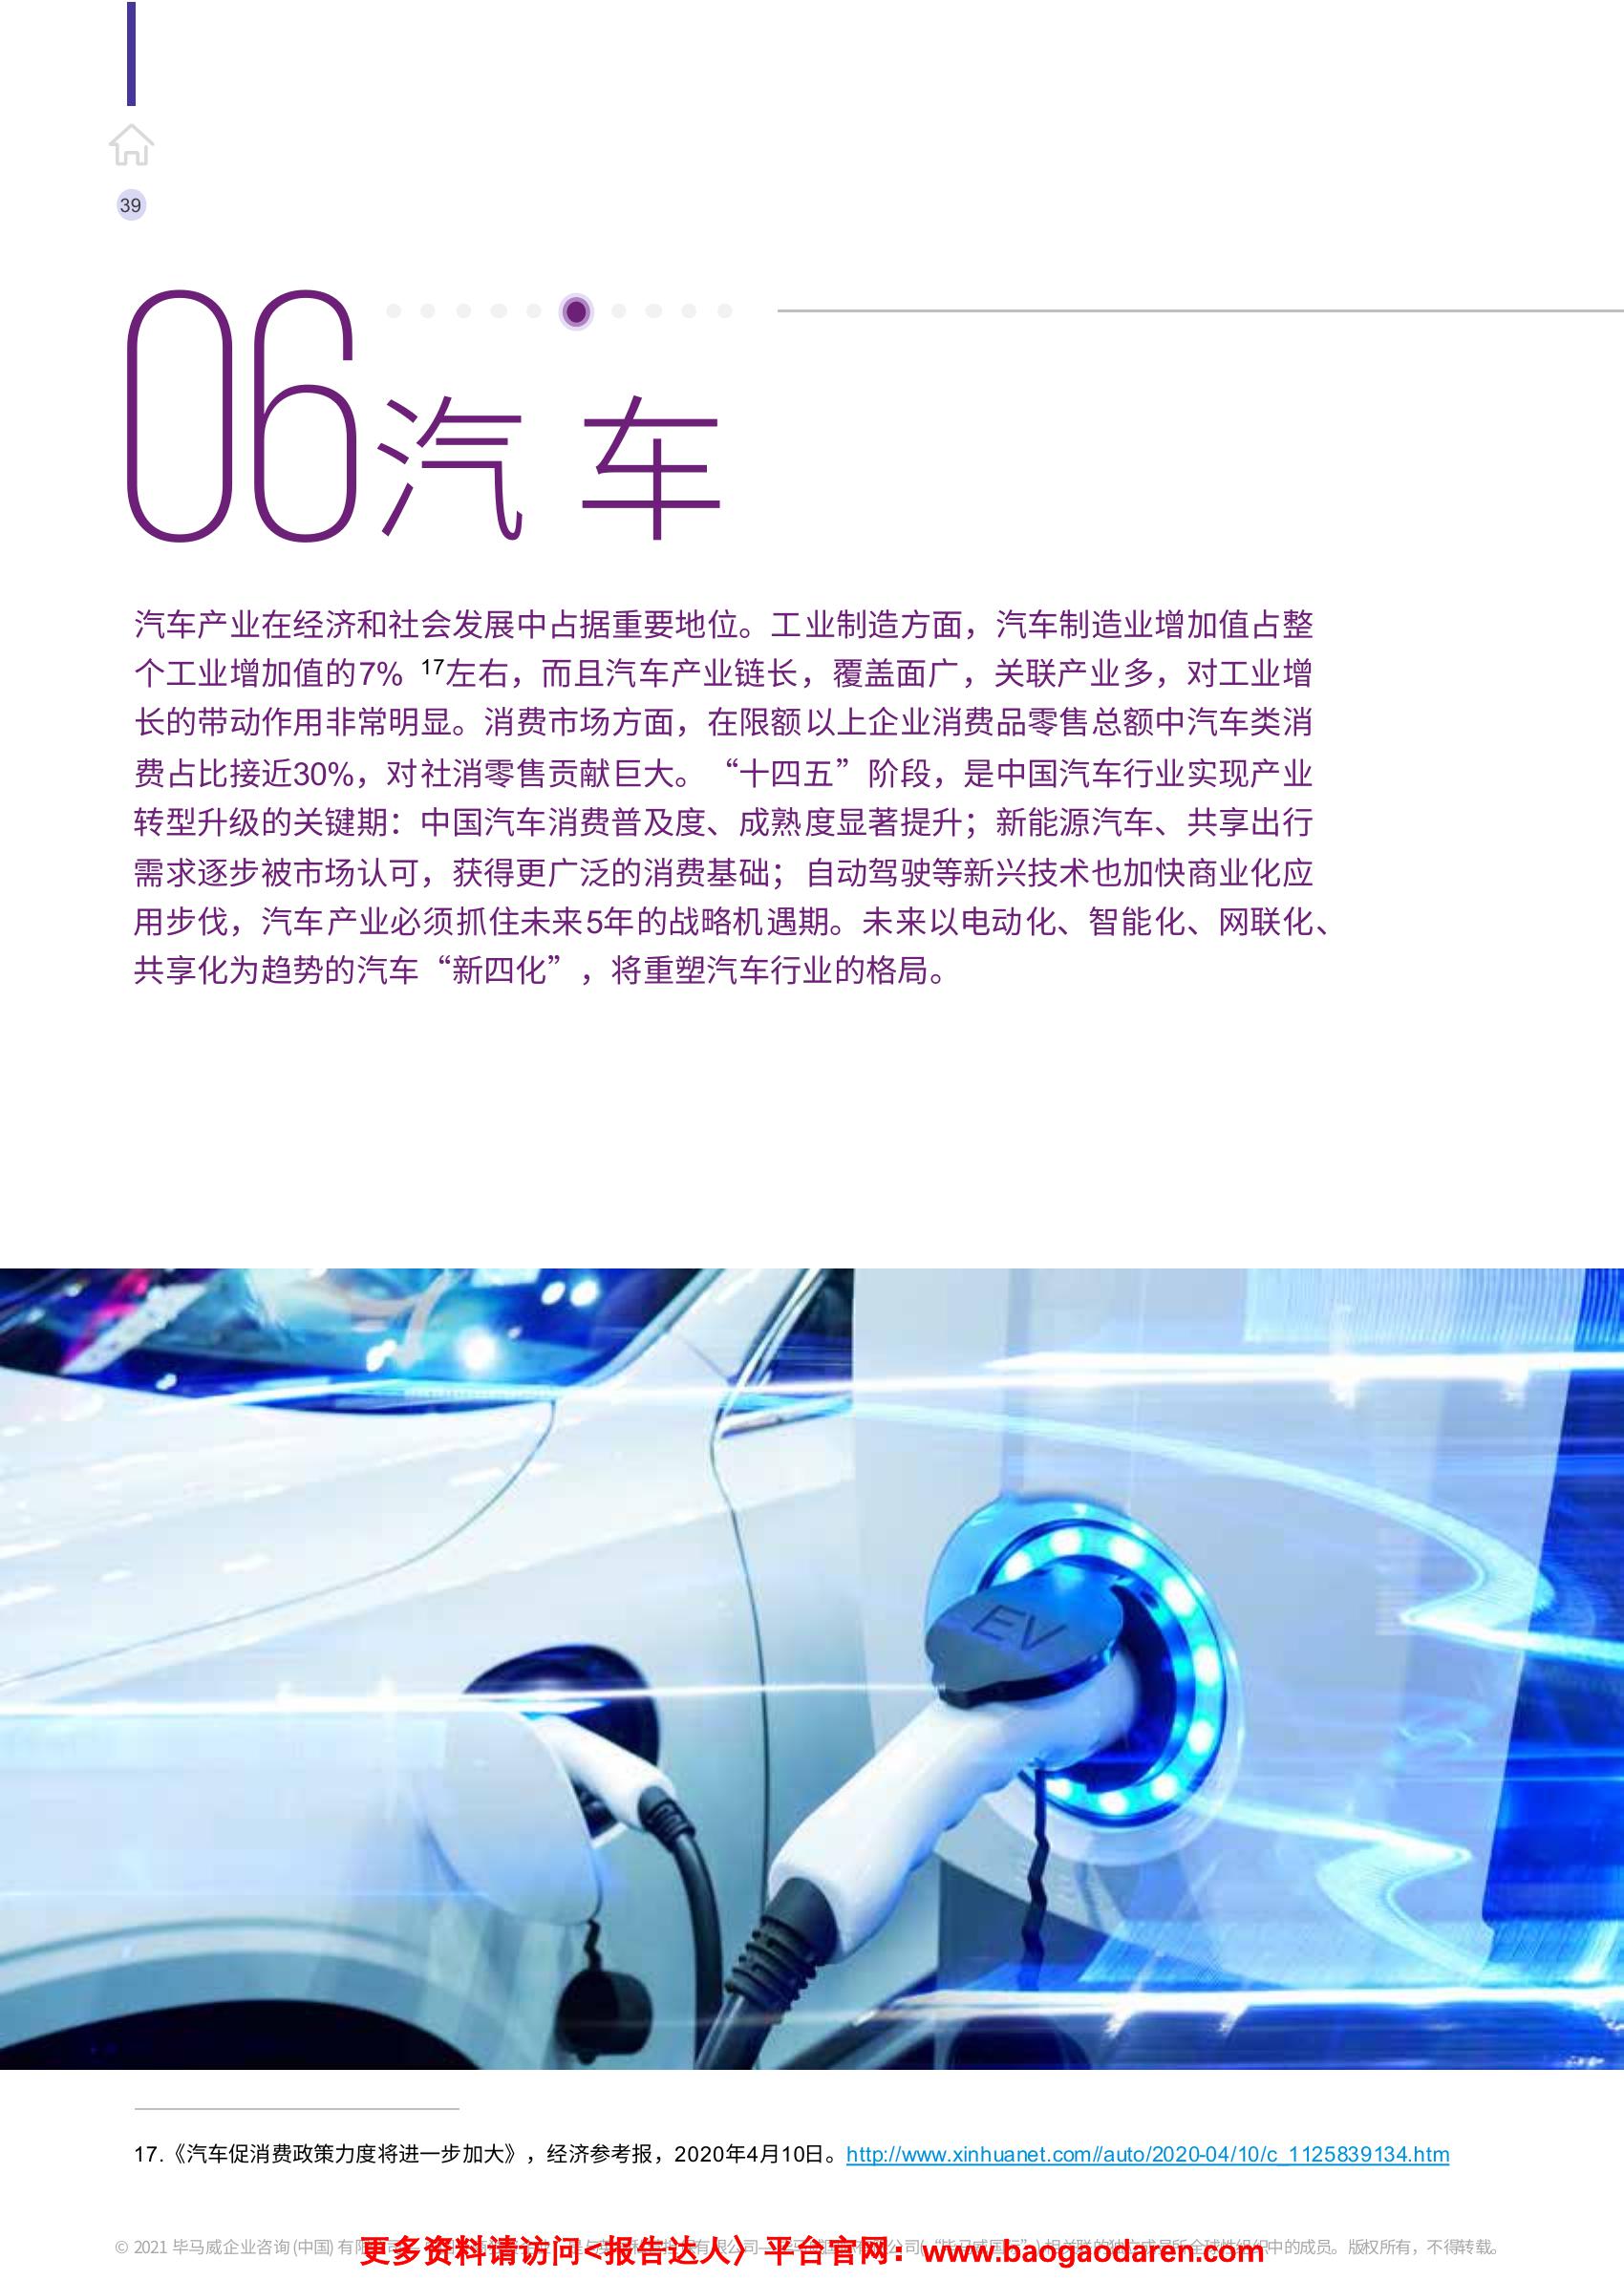 39
06
汽 车
汽车产业在经济和社会发展中占据重要地位。工业制造方面，汽车制造业增加值占整
个工业增加值的7% 17左右，而且汽车产业链长，覆盖面广，关联产业多，对工业增
长的带动作用非常明显。消费市场方面，在限额以上企业消费品零售总额中汽车类消
费占比接近30%，对社消零售贡献巨大。“十四五”阶段，是中国汽车行业实现产业
转型升级的关键期：中国汽车消费普及度、成熟度显著提升；新能源汽车、共享出行
需求逐步被市场认可，获得更广泛的消费基础；自动驾驶等新兴技术也加快商业化应
用步伐，汽车产业必须抓住未来5年的战略机遇期。未来以电动化、智能化、网联化、
共享化为趋势的汽车“新四化”，将重塑汽车行业的格局。
EV
17.《汽车促消费政策力度将进一步加大》，经济参考报，2020年4月10日。http://www.xinhuanet.com//auto/2020-04/10/c_1125839134.htm
© 2021 毕马威企业咨询(中国) 有限
更多资料请访问<报告达人〉平台官网：www.baogaodaren.com
中的成员。版权所有，不得转载。